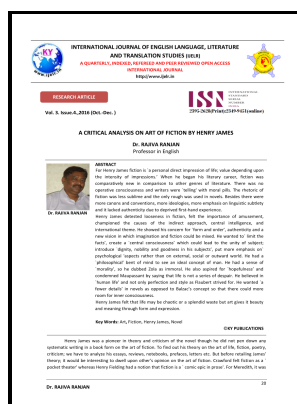 INTERNATIONAL JOURNAL OF ENGLISH LANGUAGE, LITERATURE
AND TRANSLATION STUDIES (IJELR)
A QUARTERLY, INDEXED, REFEREED AND PEER REVIEWED OPEN ACCESS
INTERNATIONAL JOURNAL
http://www.ijelr.in
KY
RESEARCH ARTICLE
Vol. 3. Issue.4.,2016 (Oct.-Dec. )
ISSN
INTERNATIONAL
STANDARD
SERIAL
NUMBER
INDIA
2395-2628(Print):2349-9451(online)
A CRITICAL ANALYSIS ON ART OF FICTION BY HENRY JAMES
Dr. RAJIVA RANJAN
Professor in English
Dr. RAJIVA RANJAN
ABSTRACT
For Henry James fiction is 'a personal direct impression of life; value depending upon
the intensity of impressions.' When he began his literary career, fiction was
comparatively new in comparison to other genres of literature. There was no
operative consciousness and writers were 'telling' with moral pills. The rhetoric of
fiction was less sublime and the only rough was used in novels. Besides there were
more canons and conventions, more ideologies, more emphasis on linguistic subtlety
and it lacked authenticity due to deprived first-hand experience.
Henry James detected looseness in fiction, felt the importance of amusement,
championed the causes of the indirect approach, central intelligence, and
international theme. He showed his concern for 'form and order', authenticity and a
new vision in which imagination and fiction could be mixed. He wanted to 'limit the
facts', create a 'central consciousness' which could lead to the unity of subject;
introduce 'dignity, nobility and goodness in his subjects', put more emphasis on
psychological aspects rather than on external, social or outward world. He had a
'philosophical' bent of mind to see an ideal concept of man. He had a sense of
'morality', so he dubbed Zola as immoral. He also aspired for 'hopefulness' and
condemned Maupassant by saying that life is not a series of despair. He believed in
'human life' and not only perfection and style as Flaubert strived for. He wanted 'a
fewer details' in novels as opposed to Balzac's concept so that there could more
room for inner consciousness.
Henry James felt that life may be chaotic or a splendid waste but art gives it beauty
and meaning through form and expression.
Key Words: Art, Fiction, Henry James, Novel
©KY PUBLICATIONS
Henry James was a pioneer in theory and criticism of the novel though he did not pen down any
systematic writing in a book form on the art of fiction. To find out his theory on the art of life, fiction, poetry,
criticism; we have to analyse his essays, reviews, notebooks, prefaces, letters etc. But before retailing James'
theory; it would be interesting to dwell upon other's opinion on the art of fiction. Crawford felt fiction as a
'pocket theater' whereas Henry Fielding had a notion that fiction is a 'comic epic in prose'. For Meredith, it was
20
Dr. RAJIVA RANJAN